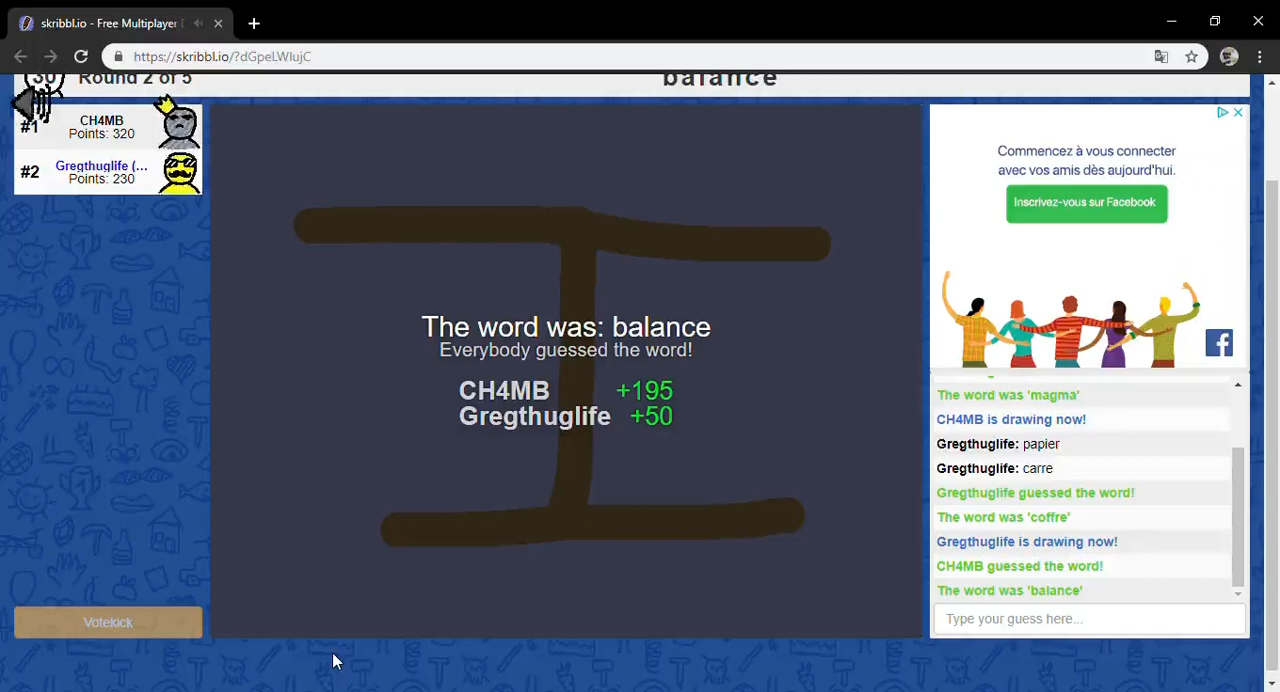 skribbl.io - Free Multiplayer
https://skribbl.io/?dGpeLWIujC
30
Round 2 of 5
balance
#1
CH4MB
Points: 320
#2
Gregthuglife (...
Points: 230
The word was: balance
Everybody guessed the word!
CH4MB +195
Gregthuglife +50
Commencez à vous connecter
avec vos amis dès aujourd'hui.
Inscrivez-vous sur Facebook
The word was 'magma'
CH4MB is drawing now!
Gregthuglife: papier
Gregthuglife: carre
Gregthuglife guessed the word!
The word was 'coffre'
Gregthuglife is drawing now!
CH4MB guessed the word!
The word was 'balance'
Type your guess here...
Votekick